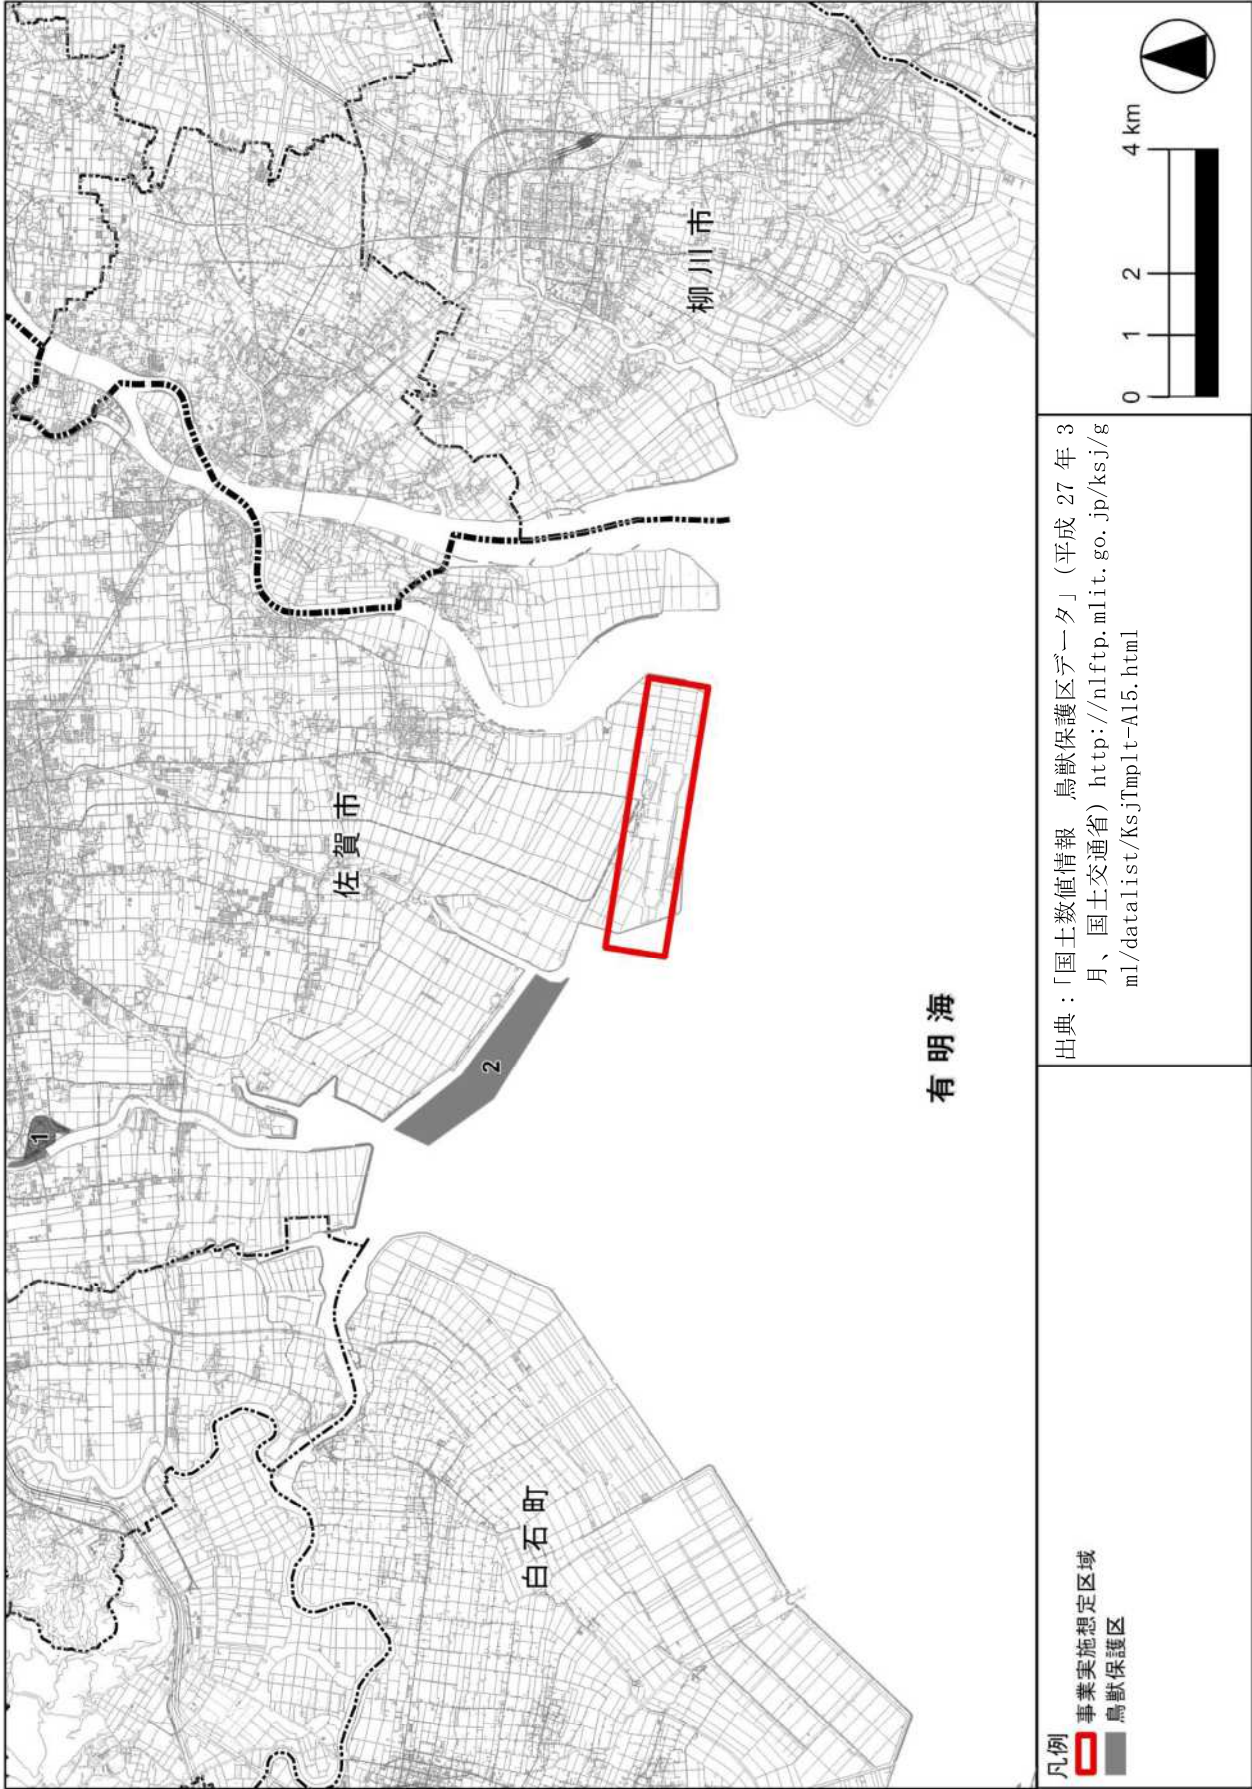 佐賀市
柳川市
白石町
有明海
1
2
凡例
事業実施想定区域
鳥獣保護区
出典:「国土数値情報 鳥獣保護区データ」(平成 27 年 3
月、国土交通省) http://nlftp.mlit.go.jp/ksj/g
ml/datalist/KsjTmplt-A15.html
0 1 2 4 km